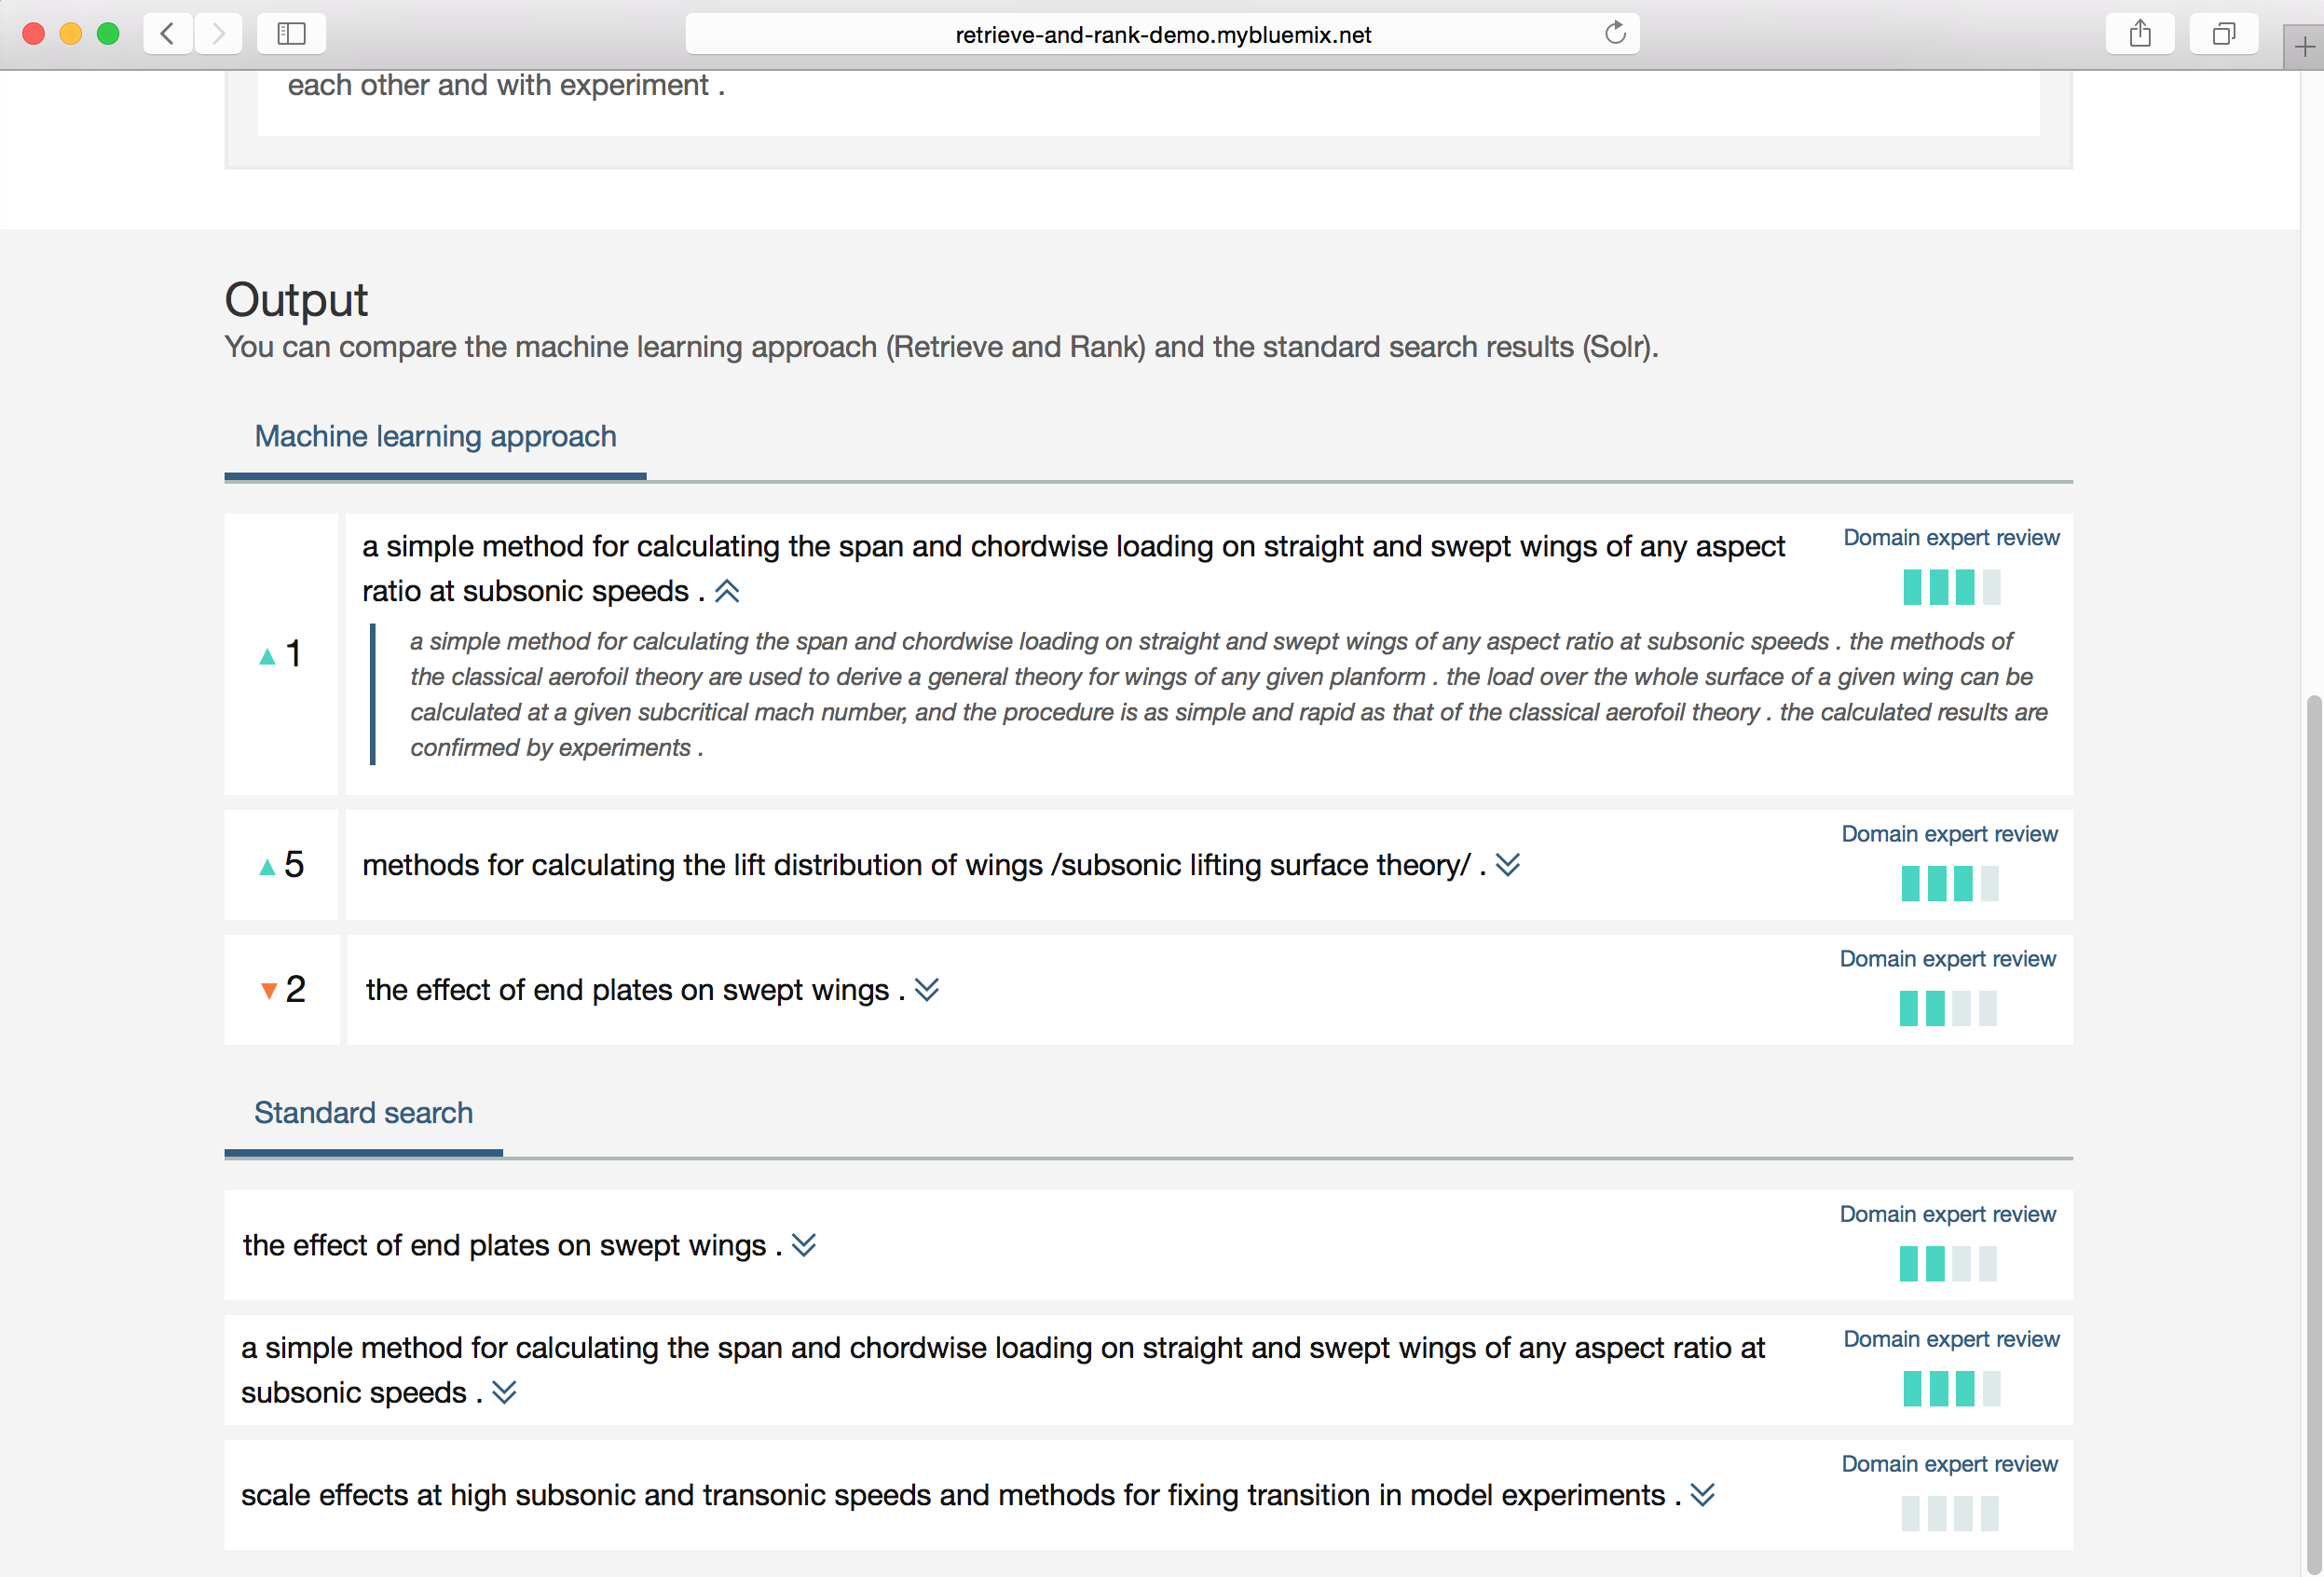 retrieve-and-rank-demo.mybluemix.net
each other and with experiment .
Output
You can compare the machine learning approach (Retrieve and Rank) and the standard search results (Solr).
Machine learning approach
1
a simple method for calculating the span and chordwise loading on straight and swept wings of any aspect
ratio at subsonic speeds .
Domain expert review
a simple method for calculating the span and chordwise loading on straight and swept wings of any aspect ratio at subsonic speeds . the methods of
the classical aerofoil theory are used to derive a general theory for wings of any given planform . the load over the whole surface of a given wing can be
calculated at a given subcritical mach number, and the procedure is as simple and rapid as that of the classical aerofoil theory . the calculated results are
confirmed by experiments .
5
methods for calculating the lift distribution of wings /subsonic lifting surface theory/ .
Domain expert review
2
the effect of end plates on swept wings .
Domain expert review
Standard search
the effect of end plates on swept wings .
Domain expert review
a simple method for calculating the span and chordwise loading on straight and swept wings of any aspect ratio at
subsonic speeds .
Domain expert review
scale effects at high subsonic and transonic speeds and methods for fixing transition in model experiments .
Domain expert review